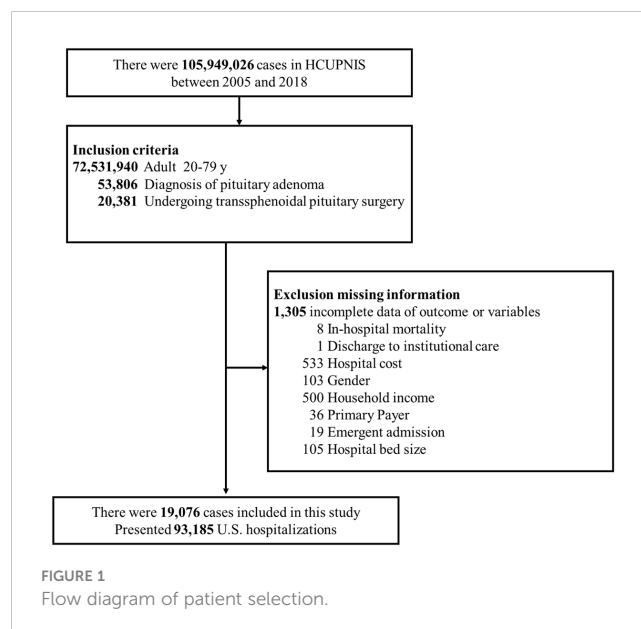 There were 105,949,026 cases in HCUPNIS
between 2005 and 2018
Inclusion criteria
72,531,940 Adult 20-79 y
53,806 Diagnosis of pituitary adenoma
20,381 Undergoing transsphenoidal pituitary surgery
Exclusion missing information
1,305 incomplete data of outcome or variables
8 In-hospital mortality
1 Discharge to institutional care
533 Hospital cost
103 Gender
500 Household income
36 Primary Payer
19 Emergent admission
105 Hospital bed size
There were 19,076 cases included in this study
Presented 93,185 U.S. hospitalizations
FIGURE 1
Flow diagram of patient selection.